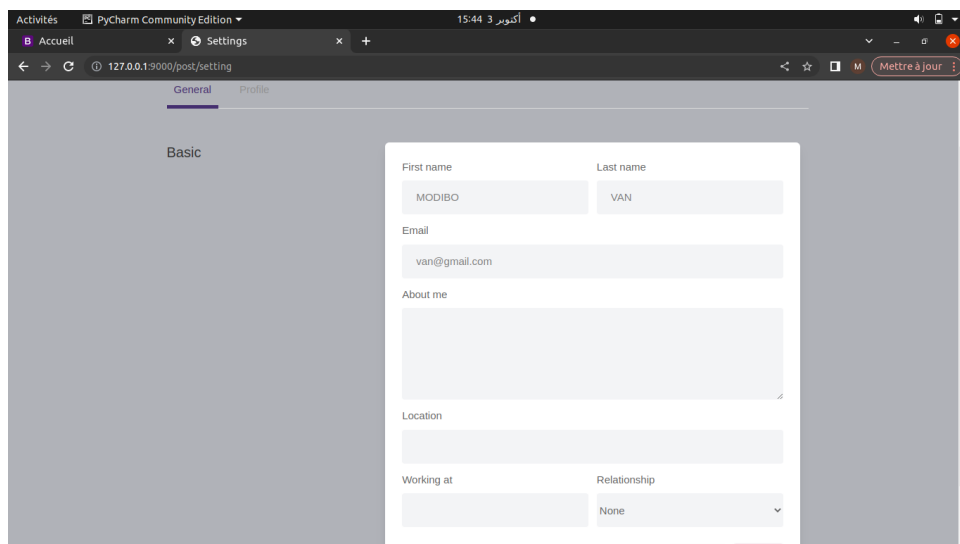 Activités PyCharm Community Edition 15:44 3 أكتوبر
B Accueil Settings
127.0.0.1:9000/post/setting M Mettre à jour
General Profile
Basic
First name Last name
MODIBO VAN
Email
van@gmail.com
About me
Location
Working at Relationship
None